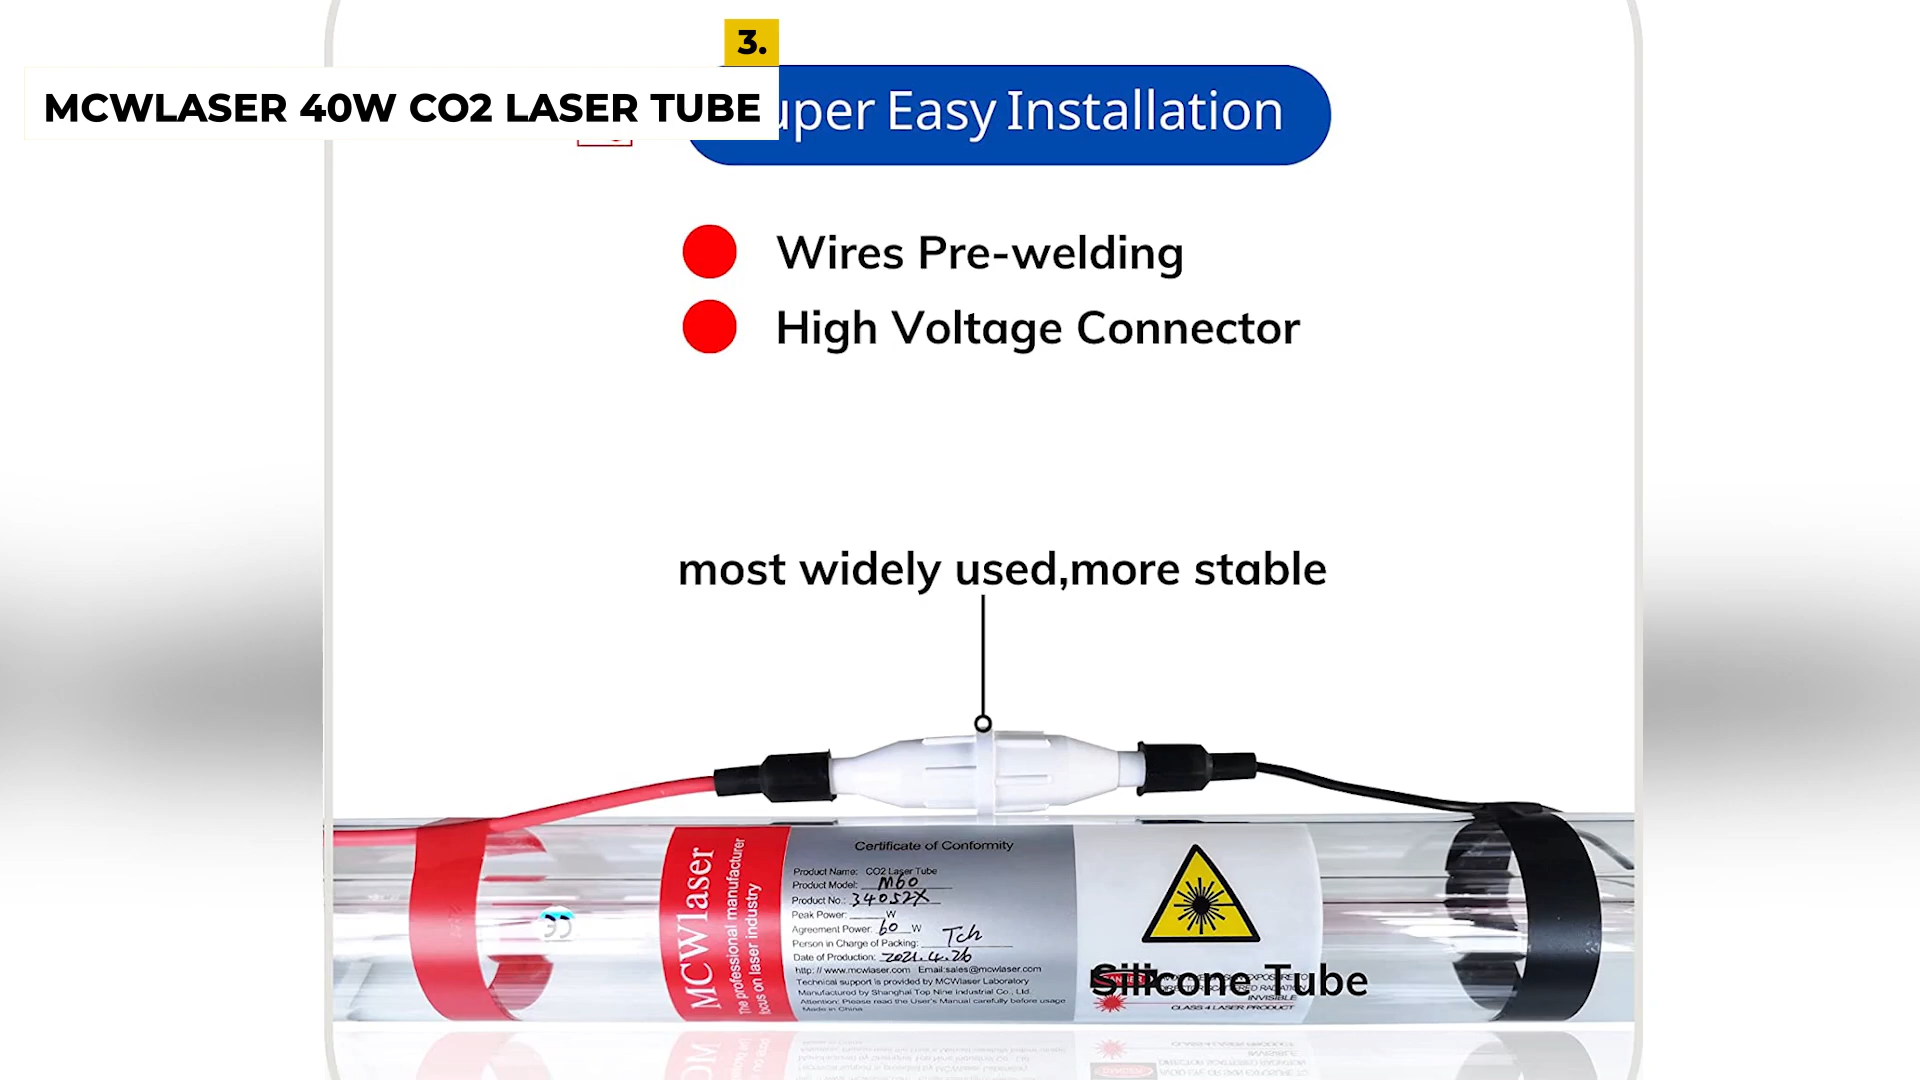 3.
MCWLASER 40W CO2 LASER TUBE
uper Easy Installation
Wires Pre-welding
High Voltage Connector
most widely used,more stable
MCWlaser
The professional manufacturer
focus on laser industry
Certificate of Conformity
Product Name: CO2 Laser Tube
Product Model: M60
Product No.: 34052X
Peak Power: W
Agreement Power: 60 W
Person in Charge of Packing: Tch
Date of Production: 2021.4.26
http: // www.mcwlaser.com Email:sales@mcwlaser.com
Technical support is provided by MCWlaser Laboratory
Manufactured by Shanghai Top Nine Industrial Co., Ltd.
Attention: Please read the User's Manual carefully before usage
Made in China
Silicone Tube
INVISIBLE
CLASS 4 LASER PRODUCT